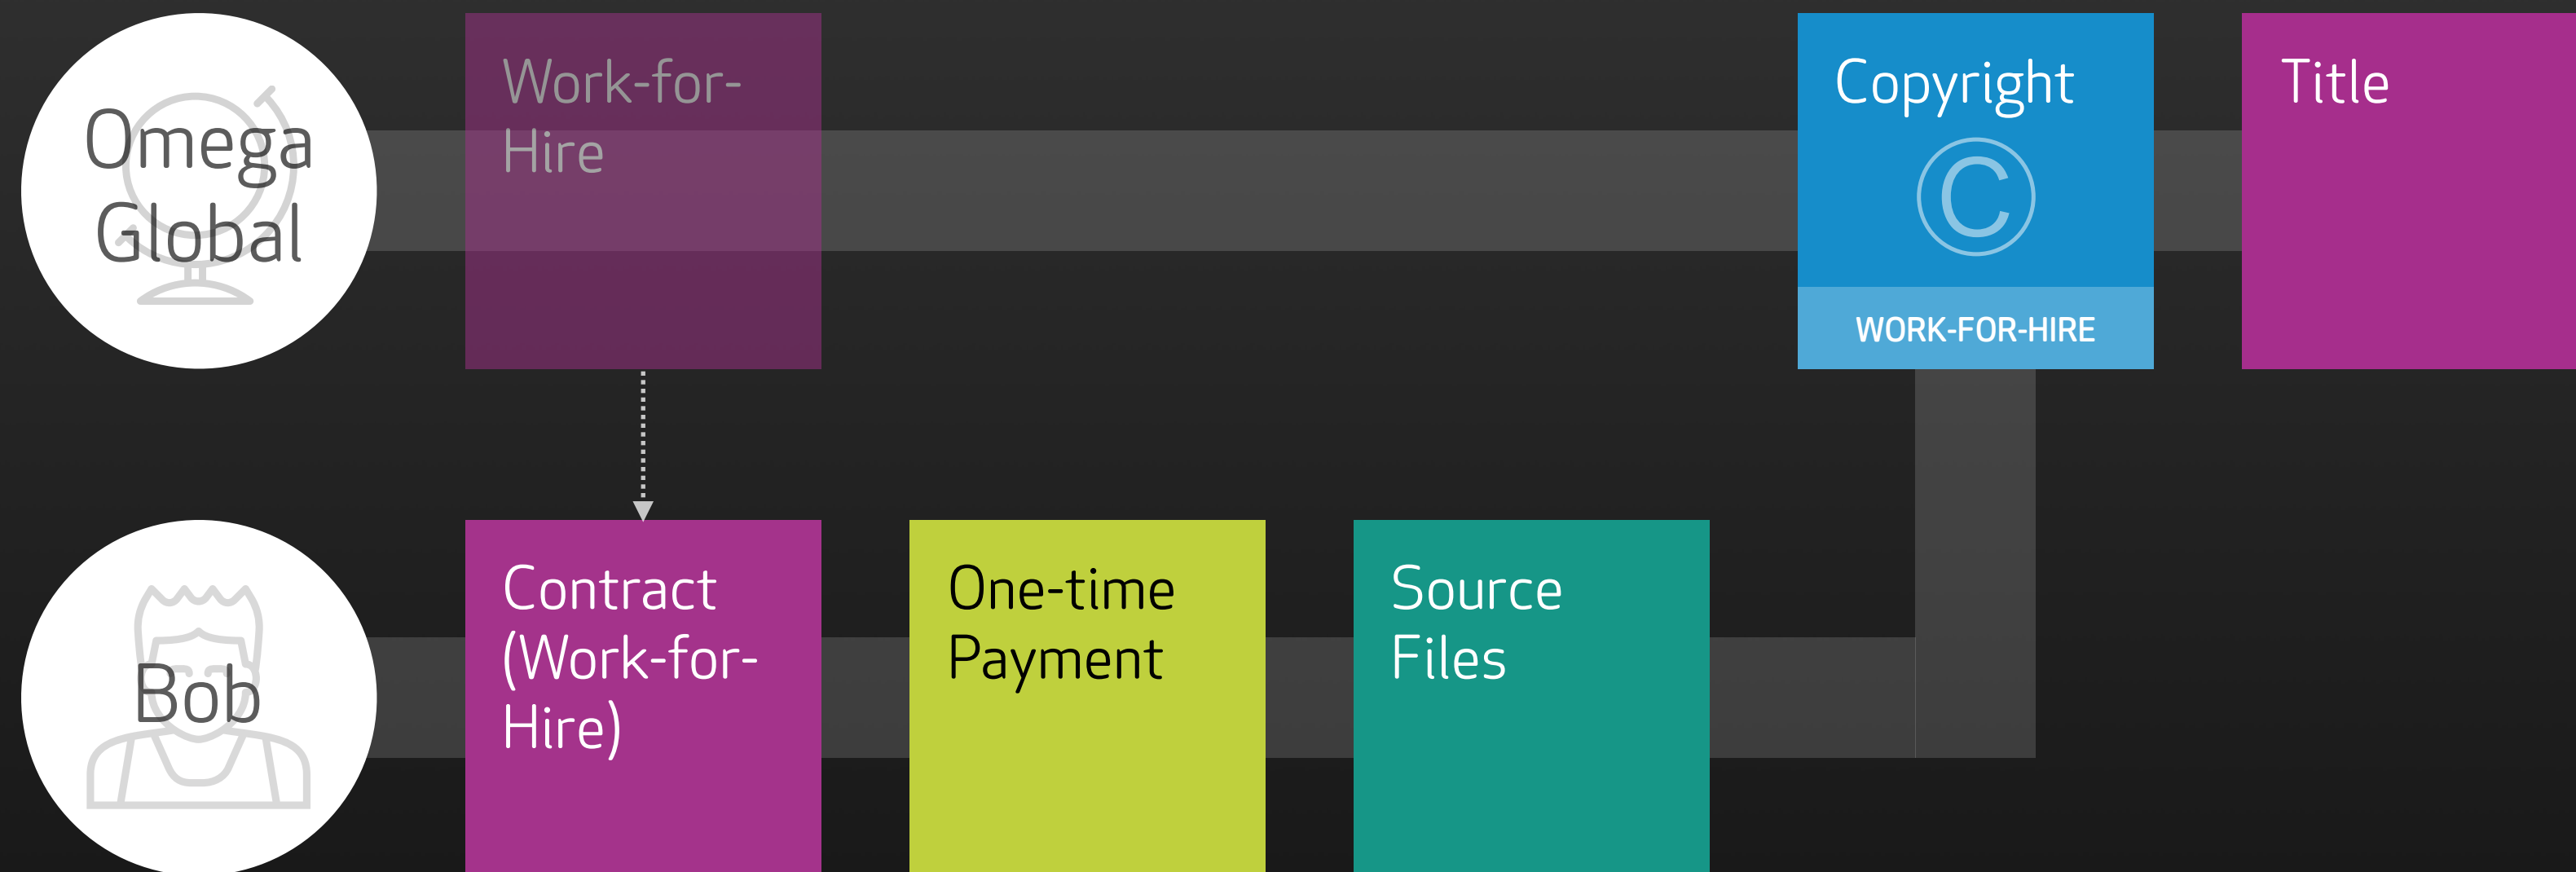 Omega
Global
Work-for-
Hire
Copyright
©
WORK-FOR-HIRE
Title
Bob
Contract
(Work-for-
Hire)
One-time
Payment
Source
Files